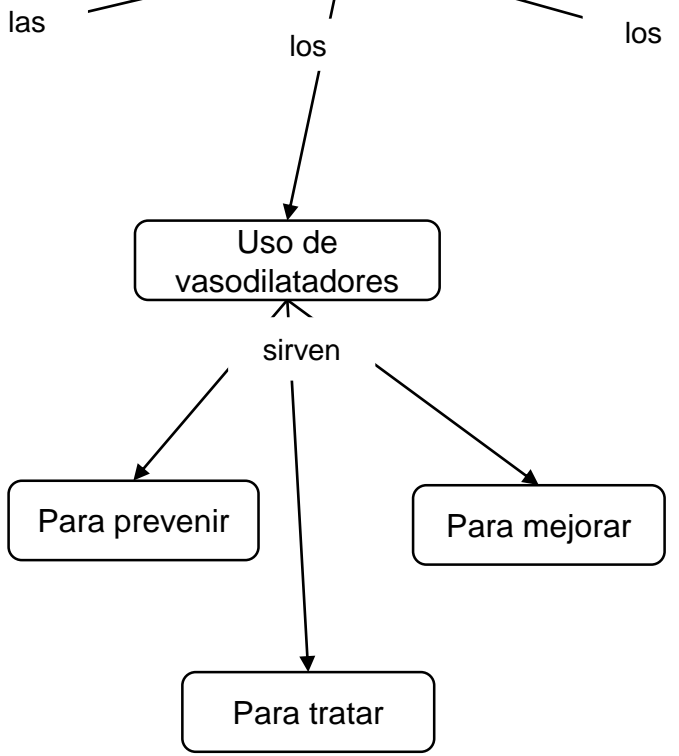 las
los
los
Uso de
vasodilatadores
sirven
Para prevenir
Para mejorar
Para tratar